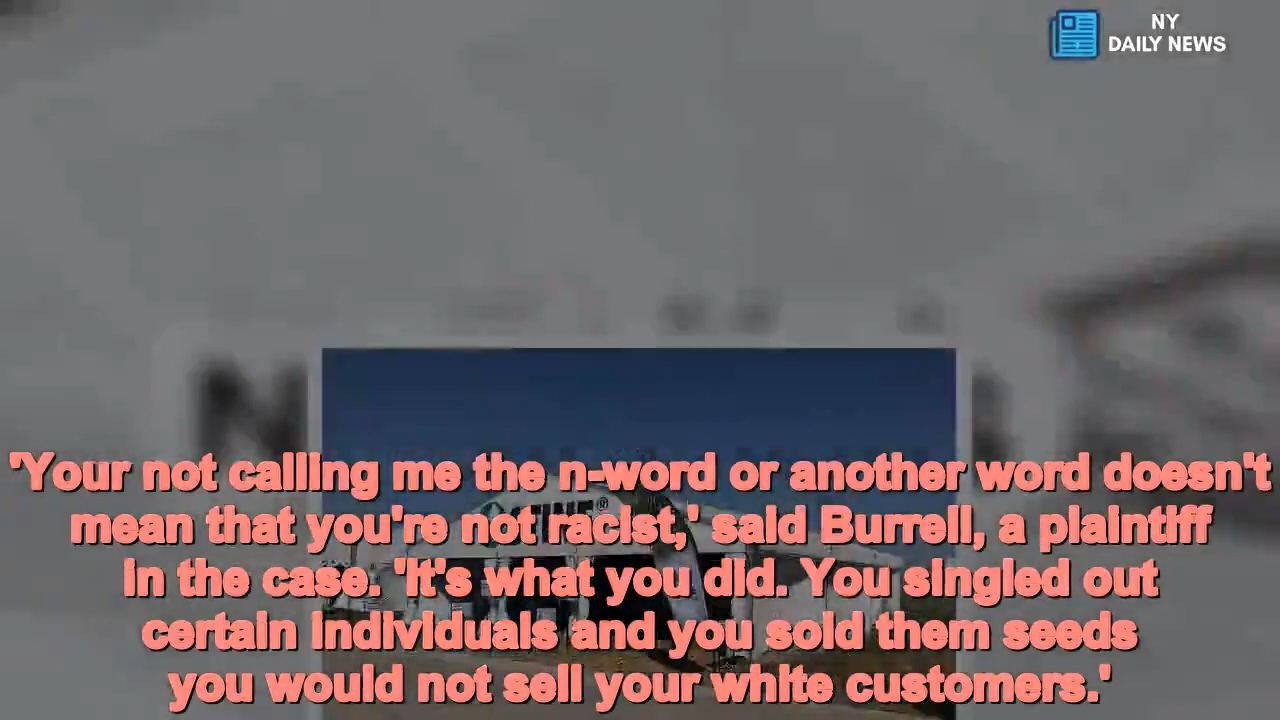 NY
DAILY NEWS
'Your not calling me the n-word or another word doesn't
mean that you're not racist,' said Burrell, a plaintiff
in the case. 'It's what you did. You singled out
certain individuals and you sold them seeds
you would not sell your white customers.'